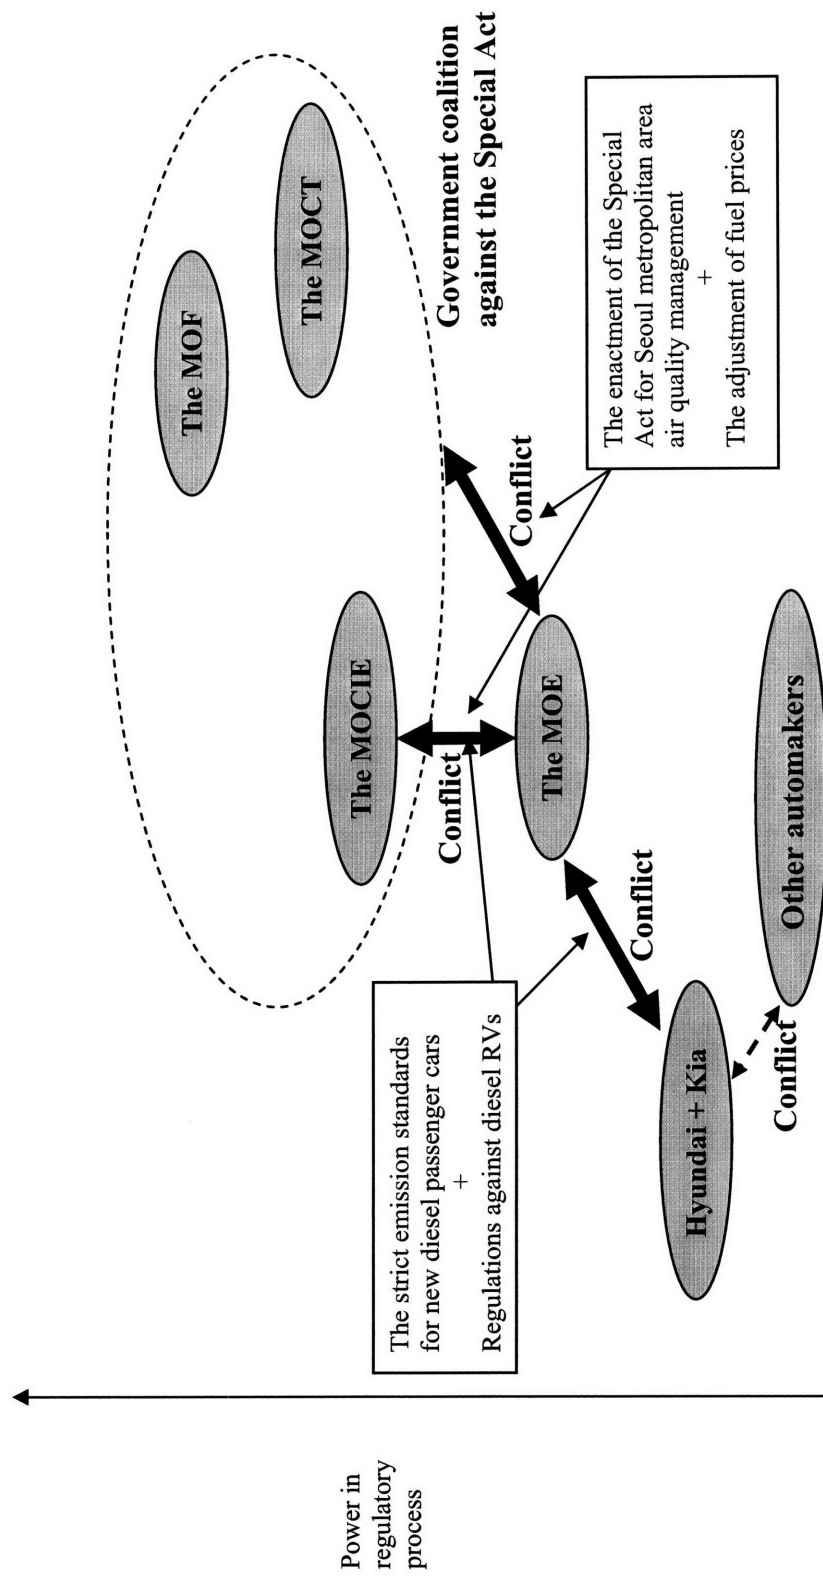 The MOF
The MOCT
Government coalition
against the Special Act
The MOCIE
Conflict
Conflict
The MOE
The enactment of the Special
Act for Seoul metropolitan area
air quality management
+
The adjustment of fuel prices
The strict emission standards
for new diesel passenger cars
+
Regulations against diesel RVs
Conflict
Hyundai + Kia
Conflict
Other automakers
Power in
regulatory
process